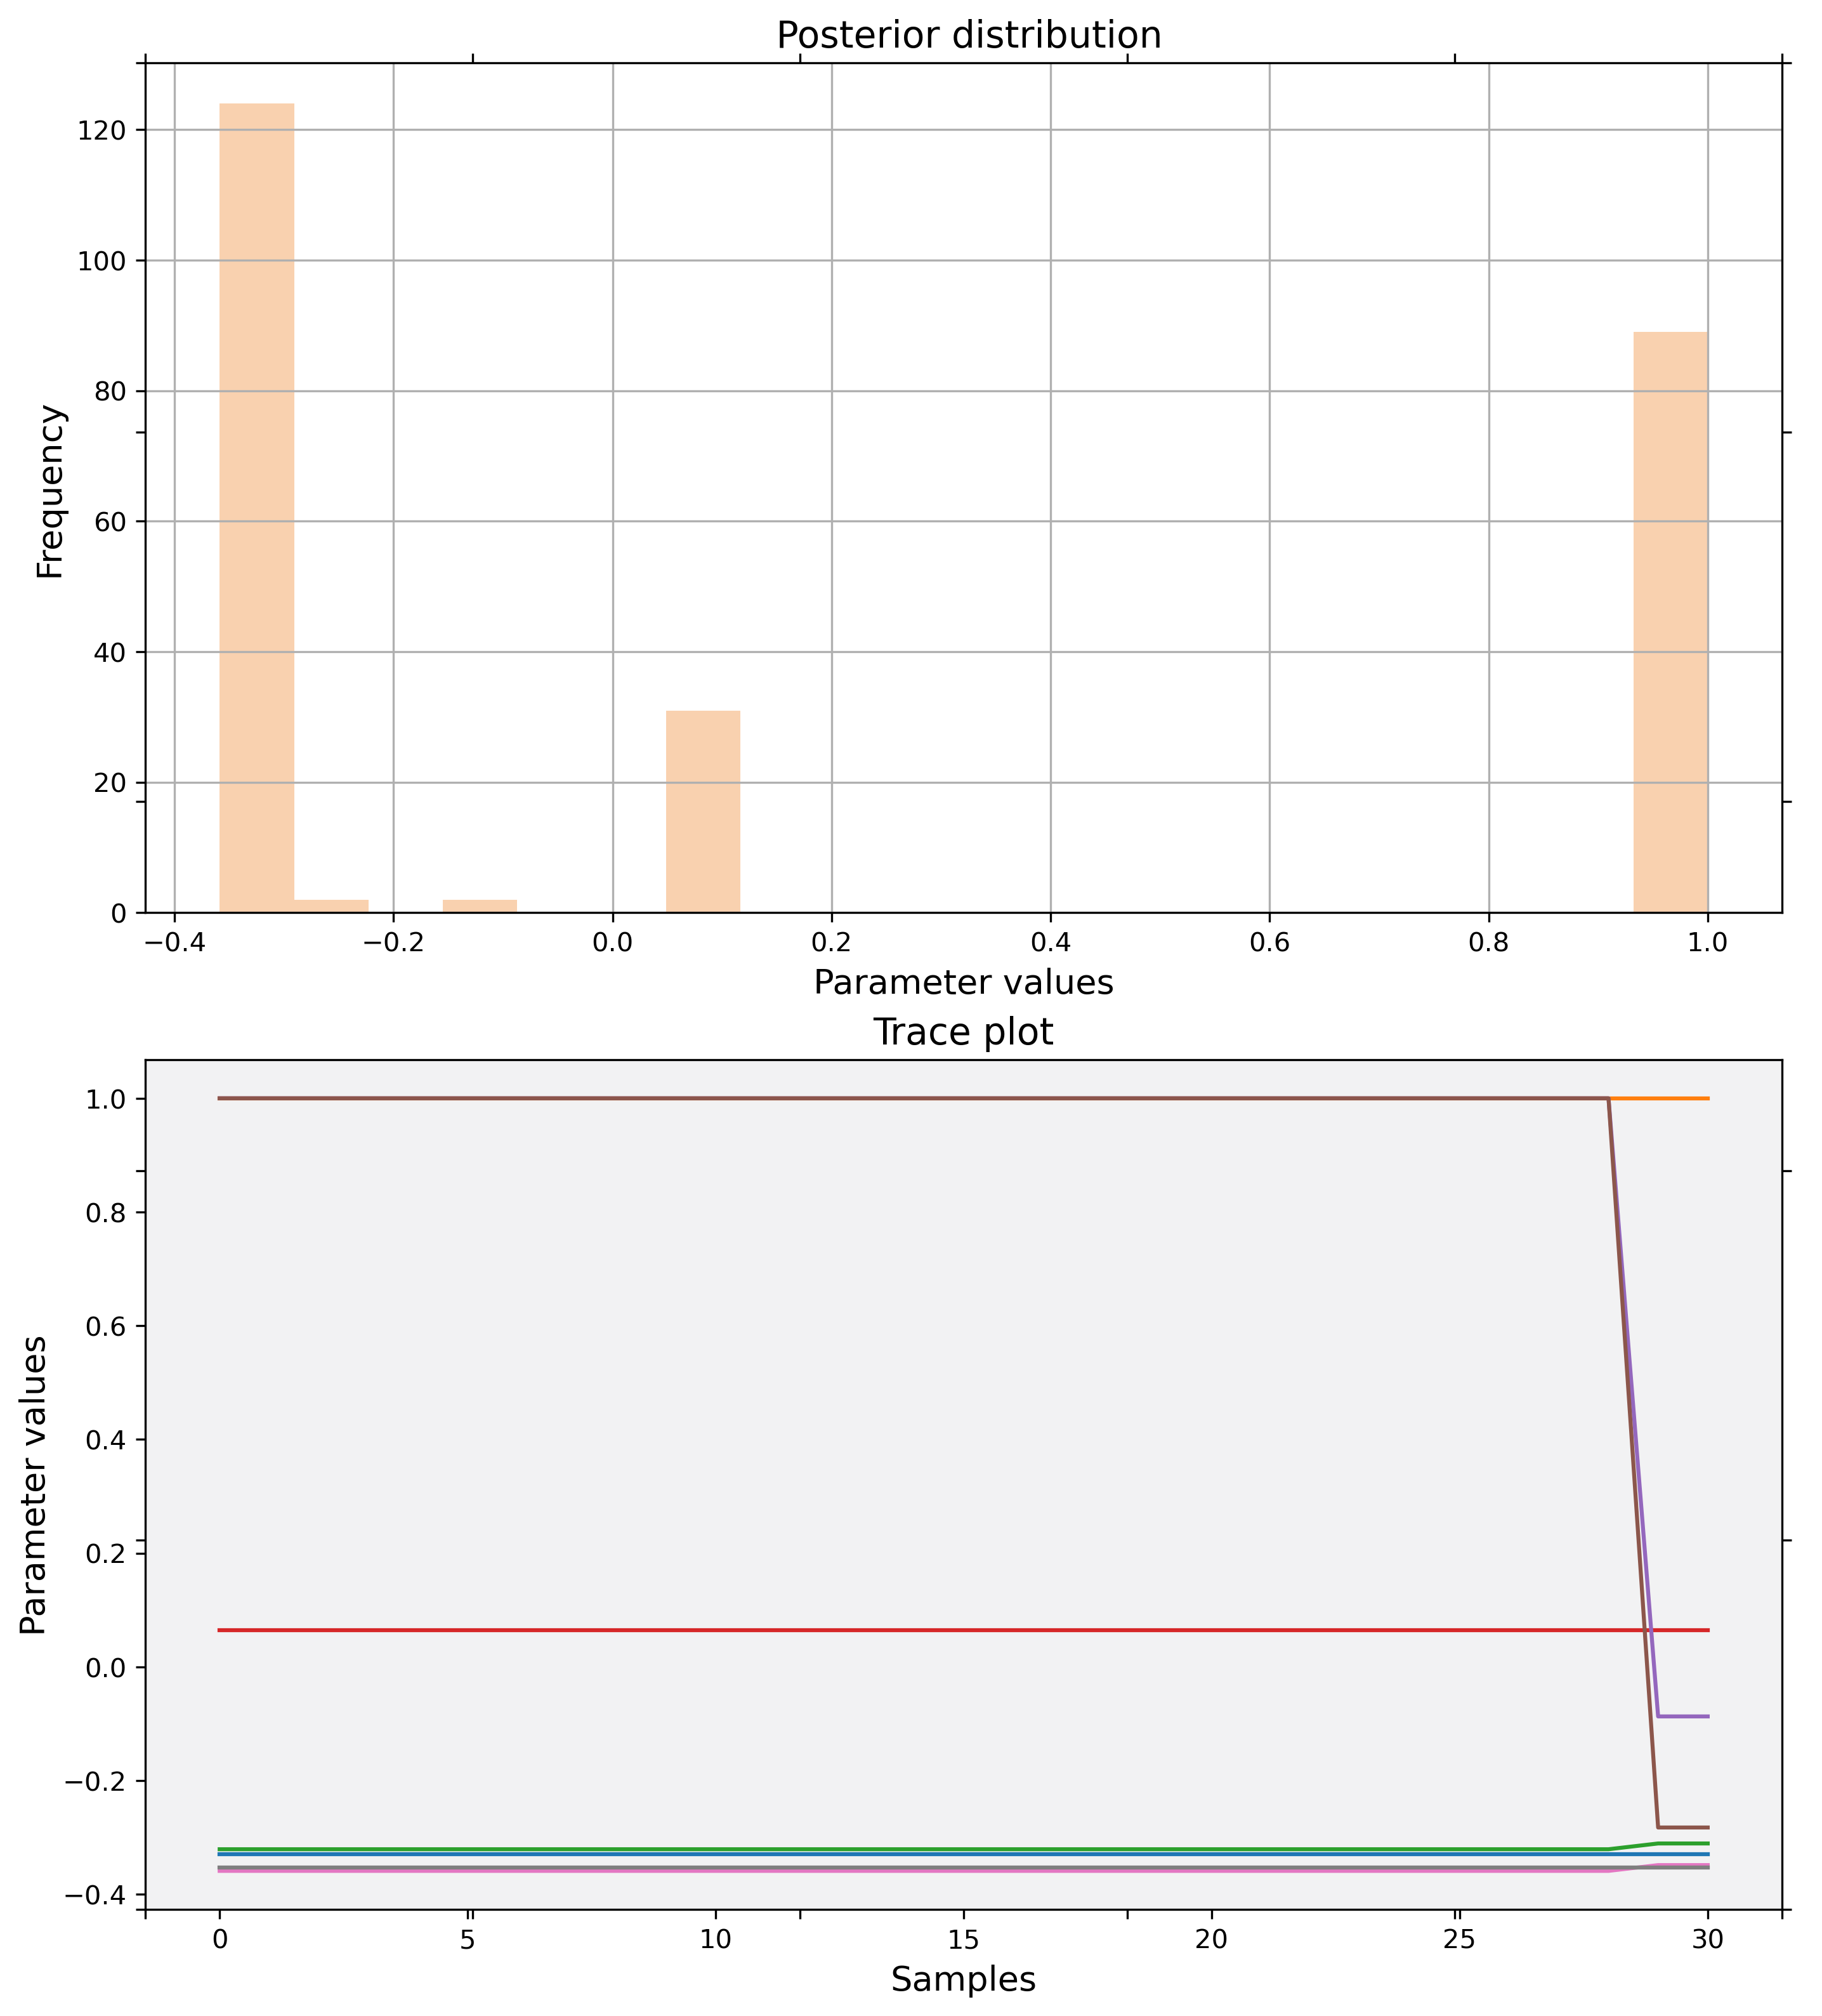 Posterior distribution
Frequency
120
100
80
60
40
20
0
−0.4 −0.2 0.0 0.2 0.4 0.6 0.8 1.0
Parameter values
Trace plot
Parameter values
1.0
0.8
0.6
0.4
0.2
0.0
−0.2
−0.4
0 5 10 15 20 25 30
Samples